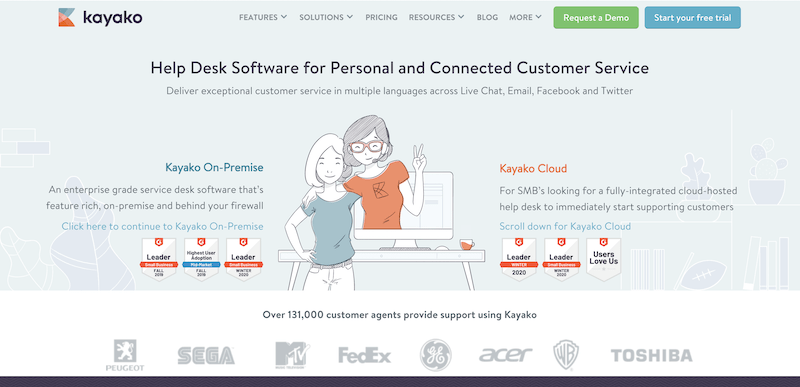 kayako
FEATURES
SOLUTIONS
PRICING
RESOURCES
BLOG
MORE
Request a Demo
Start your free trial
Help Desk Software for Personal and Connected Customer Service
Deliver exceptional customer service in multiple languages across Live Chat, Email, Facebook and Twitter
Kayako On-Premise
An enterprise grade service desk software that's
feature rich, on-premise and behind your firewall
Click here to continue to Kayako On-Premise
Leader
Small Business
FALL
2018
Highest User
Adoption
Mid-Market
FALL
2018
Leader
Small Business
WINTER
2020
Kayako Cloud
For SMB's looking for a fully-integrated cloud-hosted
help desk to immediately start supporting customers
Scroll down for Kayako Cloud
Leader
WINTER
2020
Leader
Small Business
WINTER
2020
Users
Love Us
Over 131,000 customer agents provide support using Kayako
PEUGEOT
SEGA
MTV
MUSIC TELEVISION
FedEx
GE
acer
WB
TOSHIBA